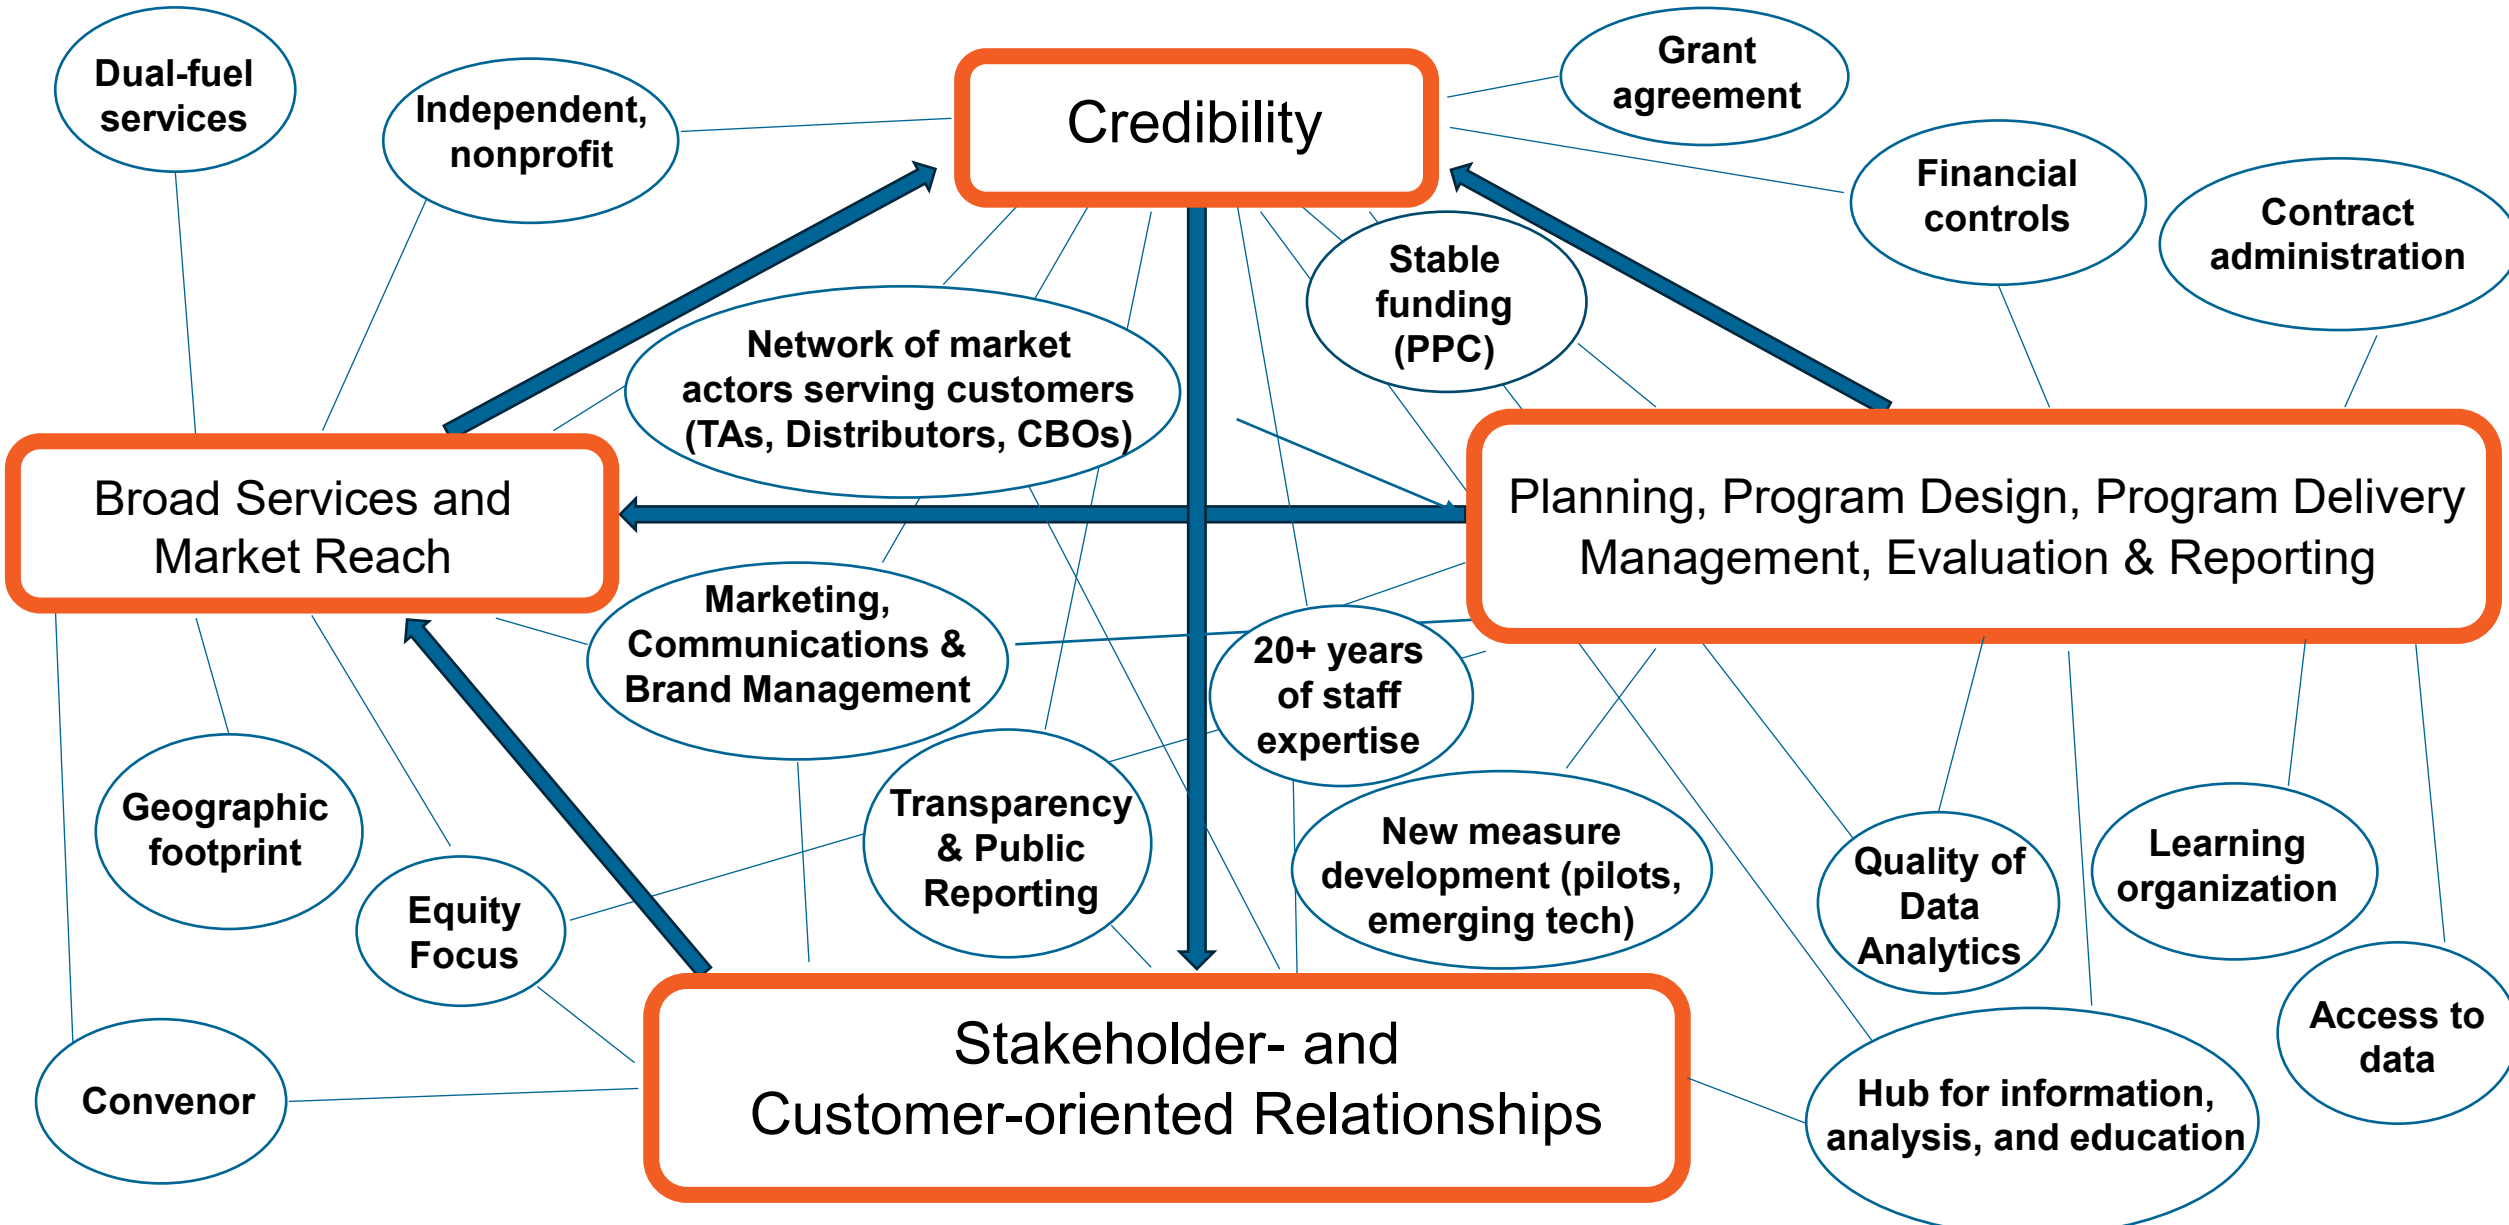 Dual-fuel
services
Independent,
nonprofit
Credibility
Grant
agreement
Financial
controls
Contract
administration
Stable
funding
(PPC)
Network of market
actors serving customers
(TAs, Distributors, CBOs)
Broad Services and
Market Reach
Planning, Program Design, Program Delivery
Management, Evaluation & Reporting
Marketing,
Communications &
Brand Management
20+ years
of staff
expertise
Geographic
footprint
Equity
Focus
Transparency
& Public
Reporting
New measure
development (pilots,
emerging tech)
Quality of
Data
Analytics
Learning
organization
Access to
data
Convenor
Stakeholder- and
Customer-oriented Relationships
Hub for information,
analysis, and education